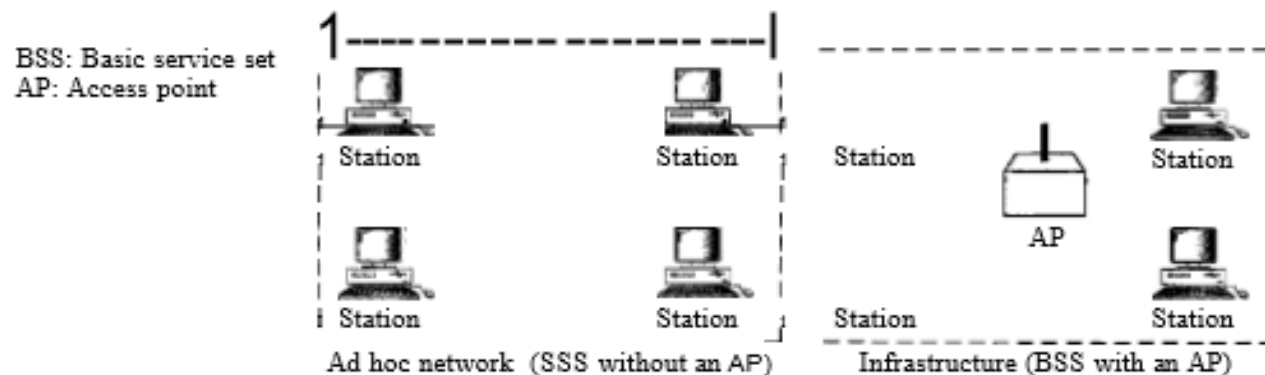 BSS: Basic service set
AP: Access point
Station Station Station Station
AP
Station Station Station Station
Ad hoc network (SSS without an AP) Infrastructure (BSS with an AP)